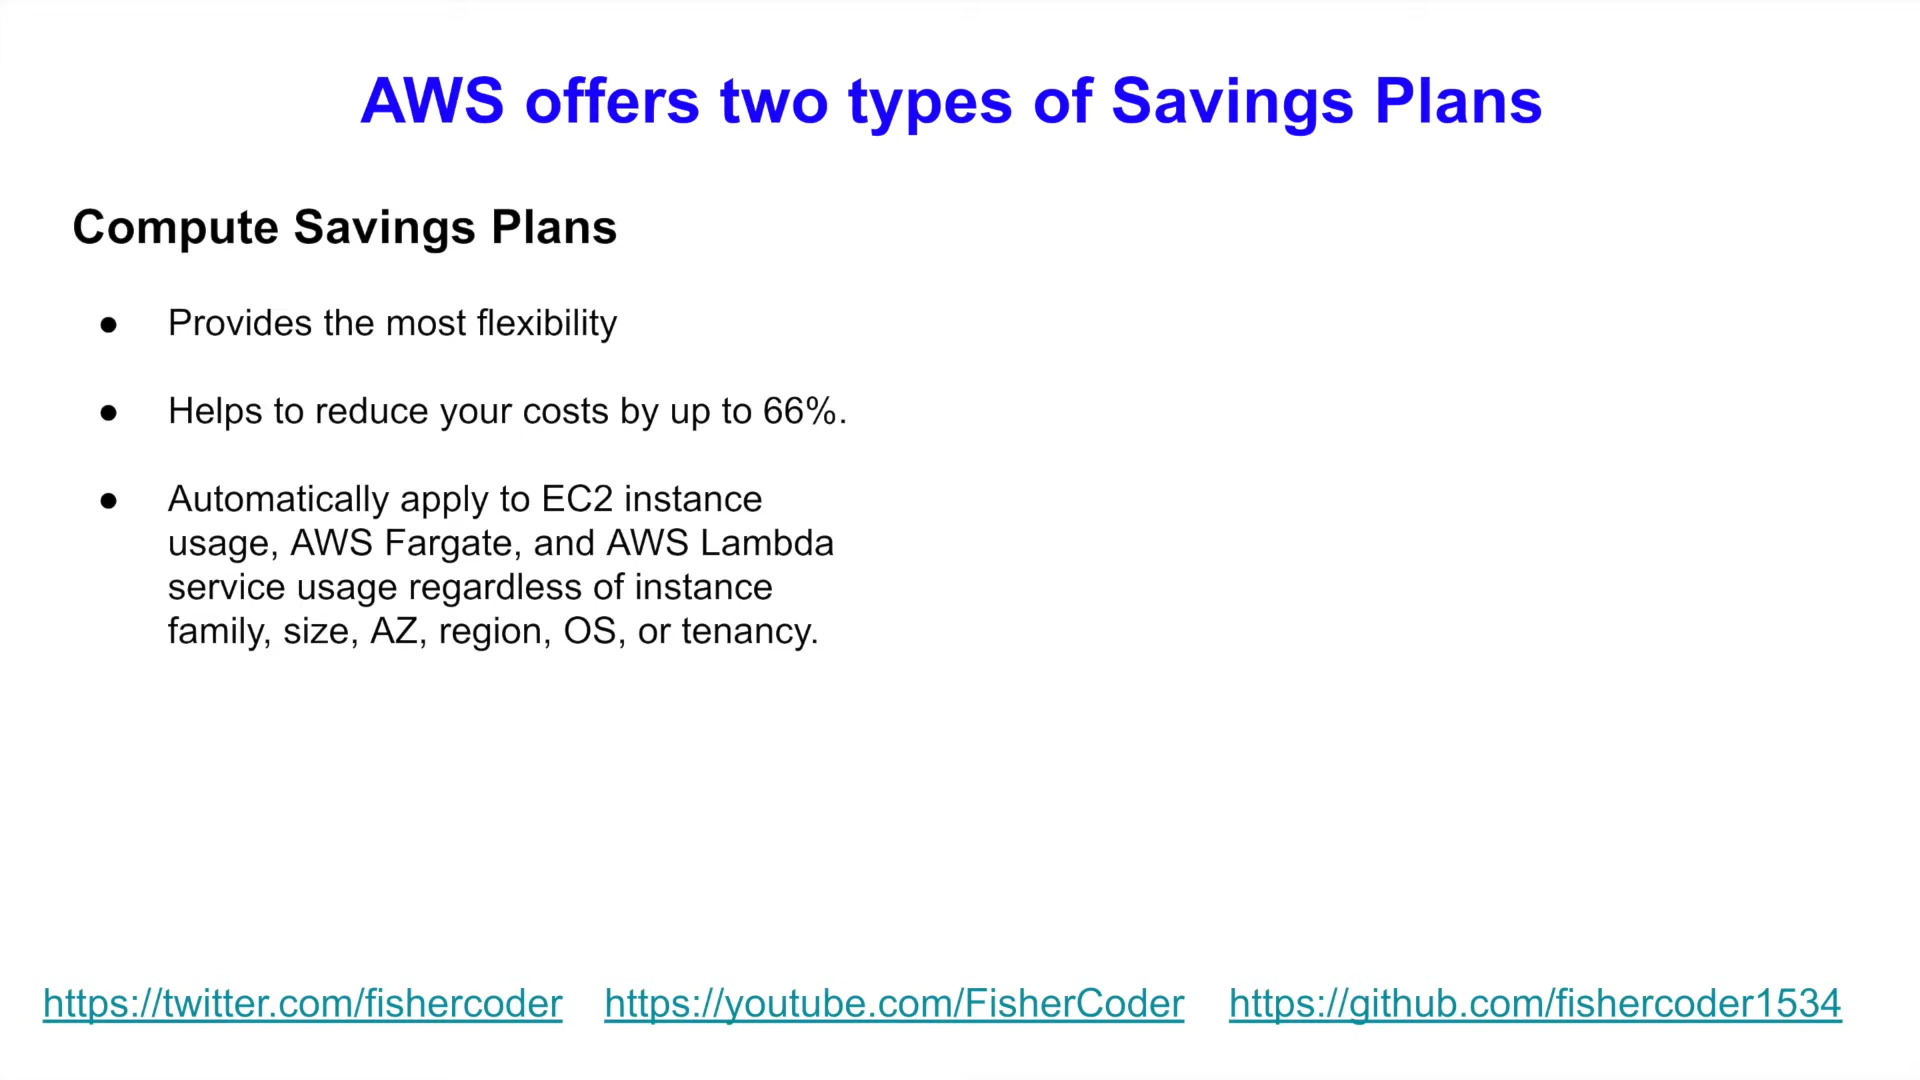 AWS offers two types of Savings Plans
Compute Savings Plans
● Provides the most flexibility
● Helps to reduce your costs by up to 66%.
● Automatically apply to EC2 instance
usage, AWS Fargate, and AWS Lambda
service usage regardless of instance
family, size, AZ, region, OS, or tenancy.
https://twitter.com/fishercoder https://youtube.com/FisherCoder https://github.com/fishercoder1534